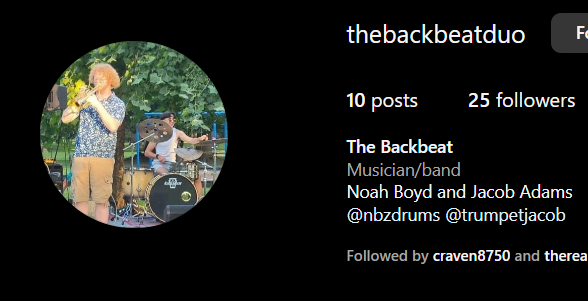 thebackbeatduo
10 posts 25 followers
The Backbeat
Musician/band
Noah Boyd and Jacob Adams
@nbzdrums @trumpetjacob
Followed by craven8750 and